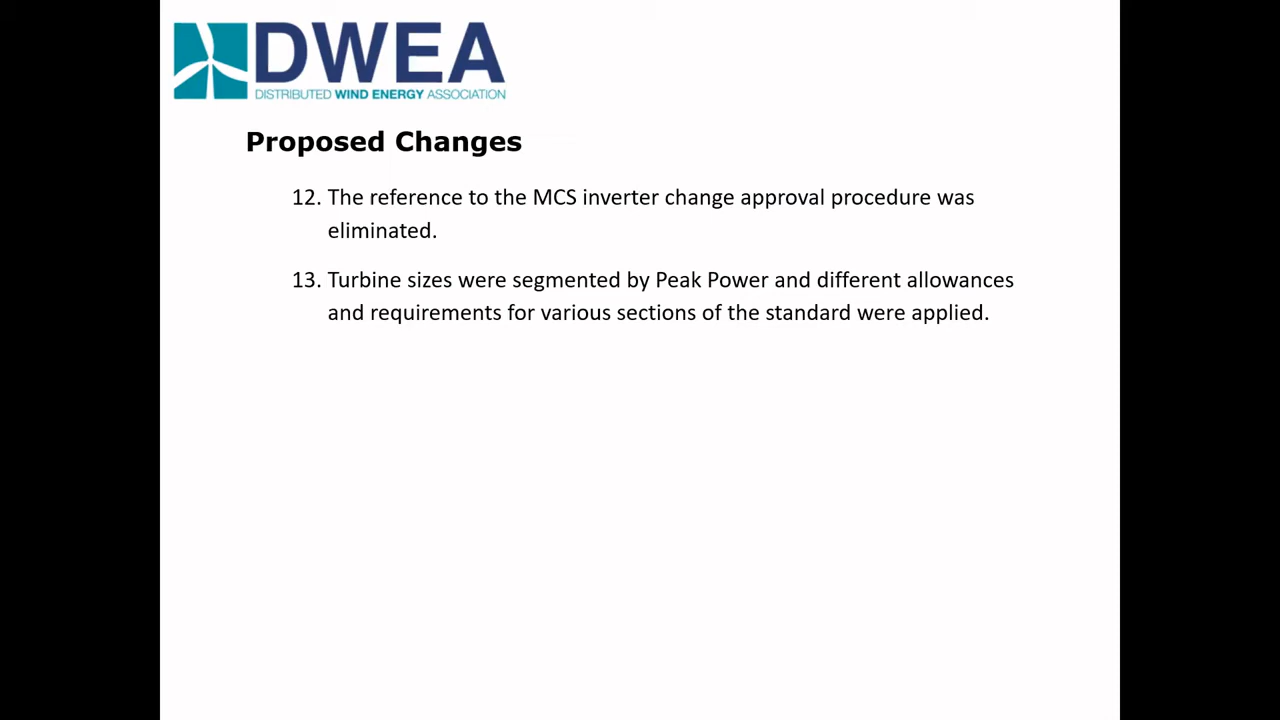 DWEA
DISTRIBUTED WIND ENERGY ASSOCIATION
Proposed Changes
12. The reference to the MCS inverter change approval procedure was
eliminated.
13. Turbine sizes were segmented by Peak Power and different allowances
and requirements for various sections of the standard were applied.